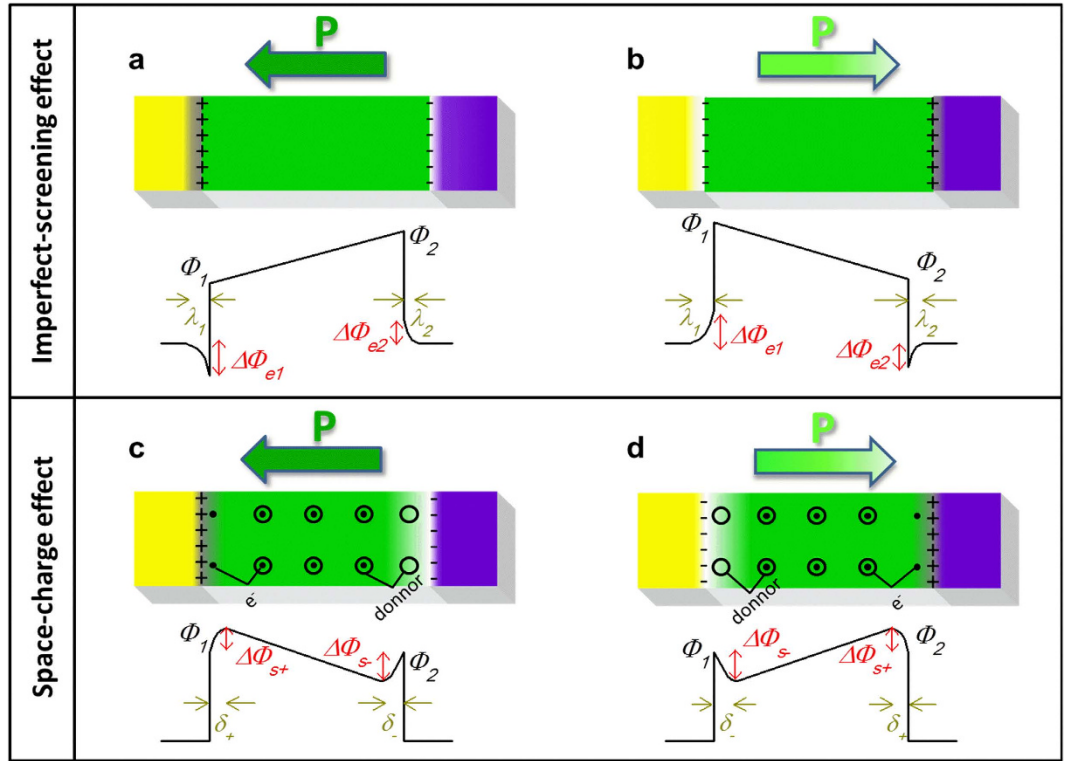 Imperfect-screening effect
a
P
b
P
+ + + + + +
- - - - - -
- - - - - -
+ + + + + +
Φ1
Φ2
λ1
λ2
ΔΦe1
ΔΦe2
Φ1
Φ2
λ1
λ2
ΔΦe1
ΔΦe2
Space-charge effect
c
P
d
P
+ + + + + +
- - - - - -
- - - - - -
+ + + + + +
e-
donnor
donnor
e-
Φ1
Φ2
ΔΦs+
ΔΦs-
δ+
δ-
Φ1
Φ2
ΔΦs-
ΔΦs+
δ-
δ+